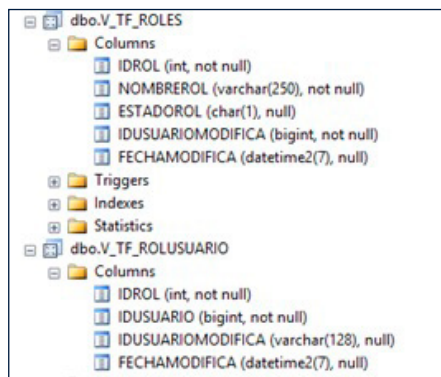 dbo.V_TF_ROLES
Columns
IDROL (int, not null)
NOMBREROL (varchar(250), not null)
ESTADOROL (char(1), null)
IDUSUARIOMODIFICA (bigint, not null)
FECHAMODIFICA (datetime2(7), null)
Triggers
Indexes
Statistics
dbo.V_TF_ROLUSUARIO
Columns
IDROL (int, not null)
IDUSUARIO (bigint, not null)
IDUSUARIOMODIFICA (varchar(128), not null)
FECHAMODIFICA (datetime2(7), null)